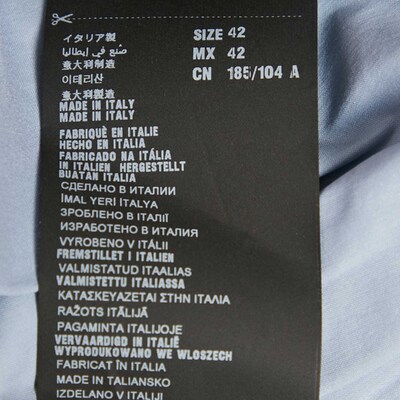 イタリア製
صنع في إيطاليا
意大利制造
이테리산
意大利製造
MADE IN ITALY
MADE IN ITALY
FABRIQUÈ EN ITALIE
HECHO EN ITALIA
FABRICADO NA ITÁLIA
IN ITALIEN HERGESTELLT
BUATAN ITALIA
СДЕЛАНО В ИТАЛИИ
İMAL YERİ İTALYA
ЗРОБЛЕНО В ІТАЛІЇ
ИЗРАБОТЕНО В ИТАЛИЯ
VYROBENO V ITÁLII
FREMSTILLET I ITALIEN
VALMISTATUD ITAALIAS
VALMISTETTU ITALIASSA
ΚΑΤΑΣΚΕΥΑΖΕΤΑΙ ΣΤΗΝ ΙΤΑΛΙΑ
RAŽOTS ITĀLIJĀ
PAGAMINTA ITALIJOJE
VERVAARDIGD IN ITALIË
WYPRODUKOWANO WE WLOSZECH
FABRICAT ÎN ITALIA
MADE IN TALIANSKO
IZDELANO V ITALIJI
SIZE 42
MX 42
CN 185/104 A